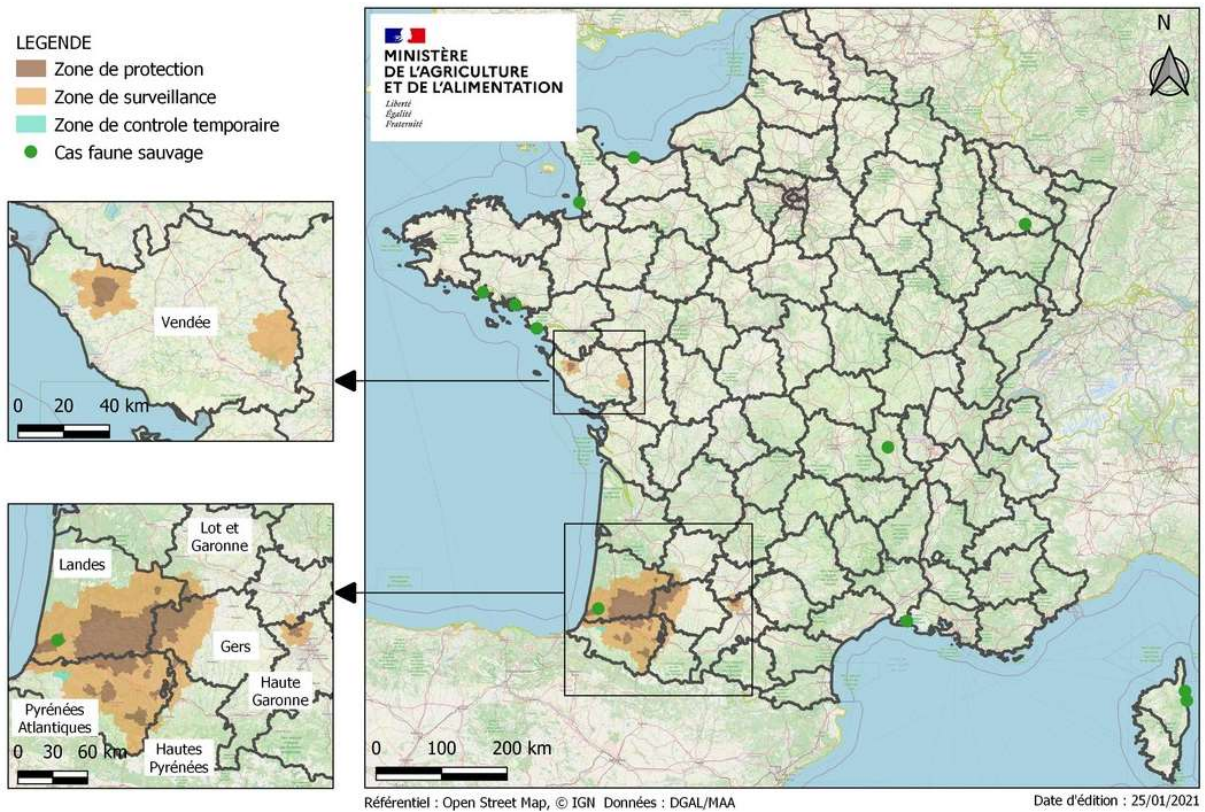 LEGENDE
Zone de protection
Zone de surveillance
Zone de controle temporaire
Cas faune sauvage
MINISTÈRE
DE L'AGRICULTURE
ET DE L'ALIMENTATION
Liberté
Égalité
Fraternité
N
Vendée
0 20 40 km
Lot et
Garonne
Landes
Gers
Haute
Garonne
Pyrénées
Atlantiques
Hautes
Pyrénées
0 30 60 km
0 100 200 km
Référentiel : Open Street Map, © IGN Données : DGAL/MAA
Date d'édition : 25/01/2021